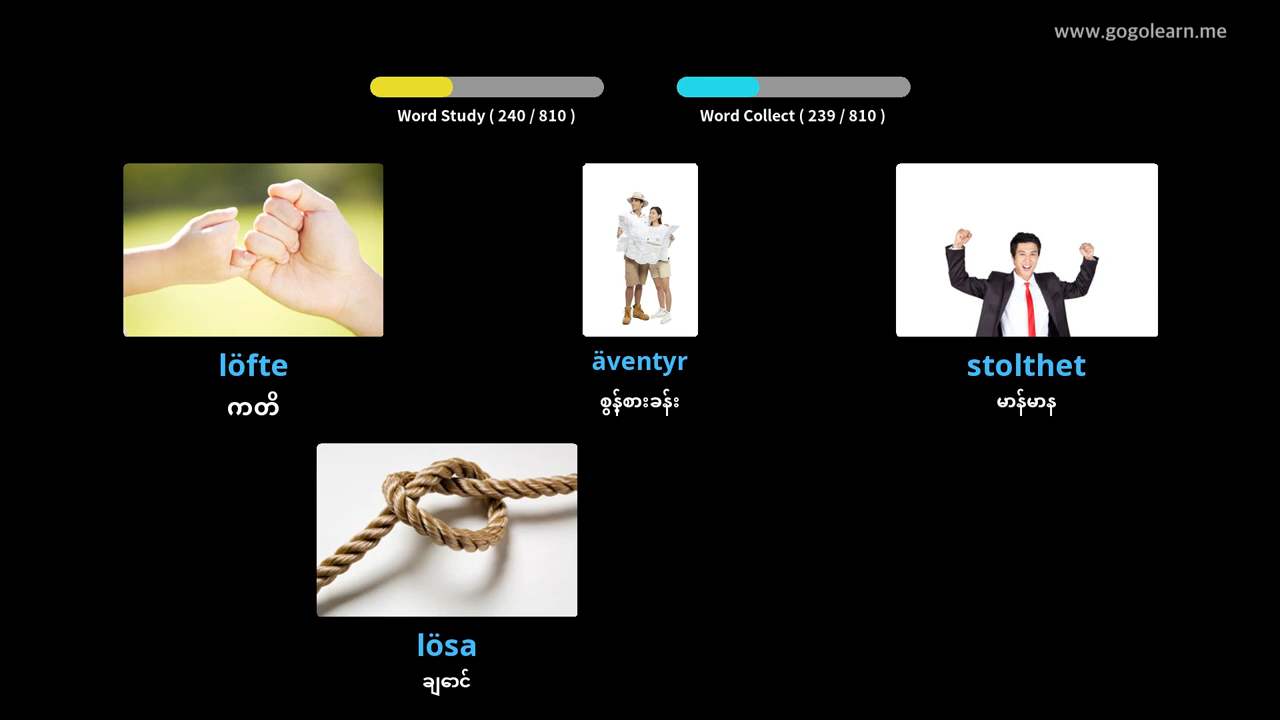 www.gogolearn.me
Word Study ( 240 / 810 )
Word Collect ( 239 / 810 )
löfte
ကတိ
äventyr
စွန့်စားခန်း
stolthet
မာန်မာန
lösa
ချောင်